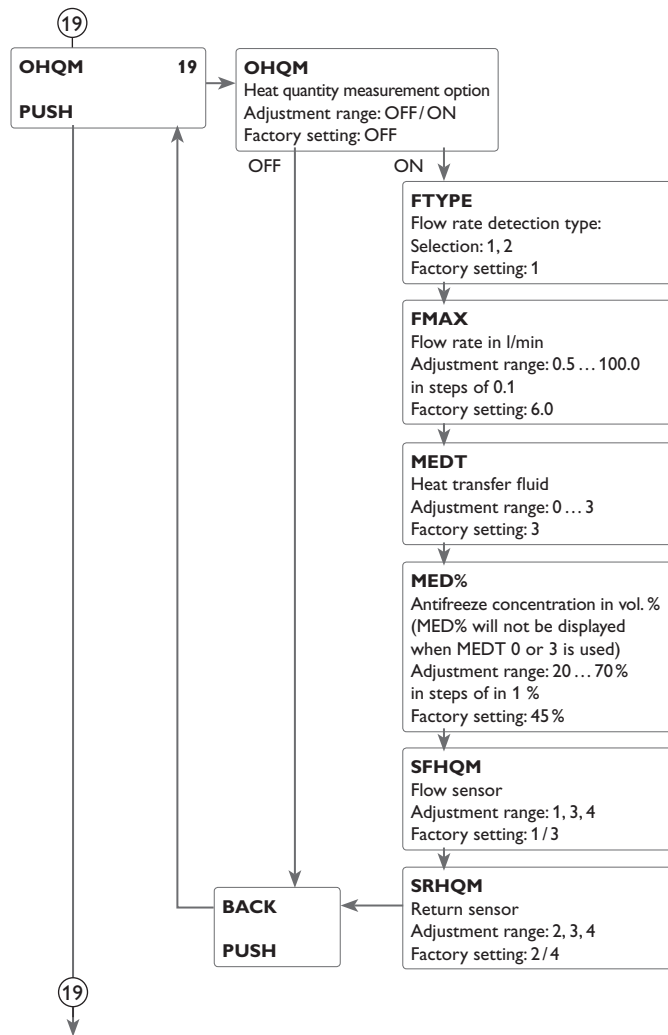 19
OHQM 19
PUSH
OHQM
Heat quantity measurement option
Adjustment range: OFF/ON
Factory setting: OFF
OFF
ON
FTYPE
Flow rate detection type:
Selection: 1, 2
Factory setting: 1
FMAX
Flow rate in l/min
Adjustment range: 0.5 ... 100.0
in steps of 0.1
Factory setting: 6.0
MEDT
Heat transfer fluid
Adjustment range: 0 ... 3
Factory setting: 3
MED%
Antifreeze concentration in vol. %
(MED% will not be displayed
when MEDT 0 or 3 is used)
Adjustment range: 20 ... 70%
in steps of in 1 %
Factory setting: 45%
SFHQM
Flow sensor
Adjustment range: 1, 3, 4
Factory setting: 1/3
SRHQM
Return sensor
Adjustment range: 2, 3, 4
Factory setting: 2/4
BACK
PUSH
19